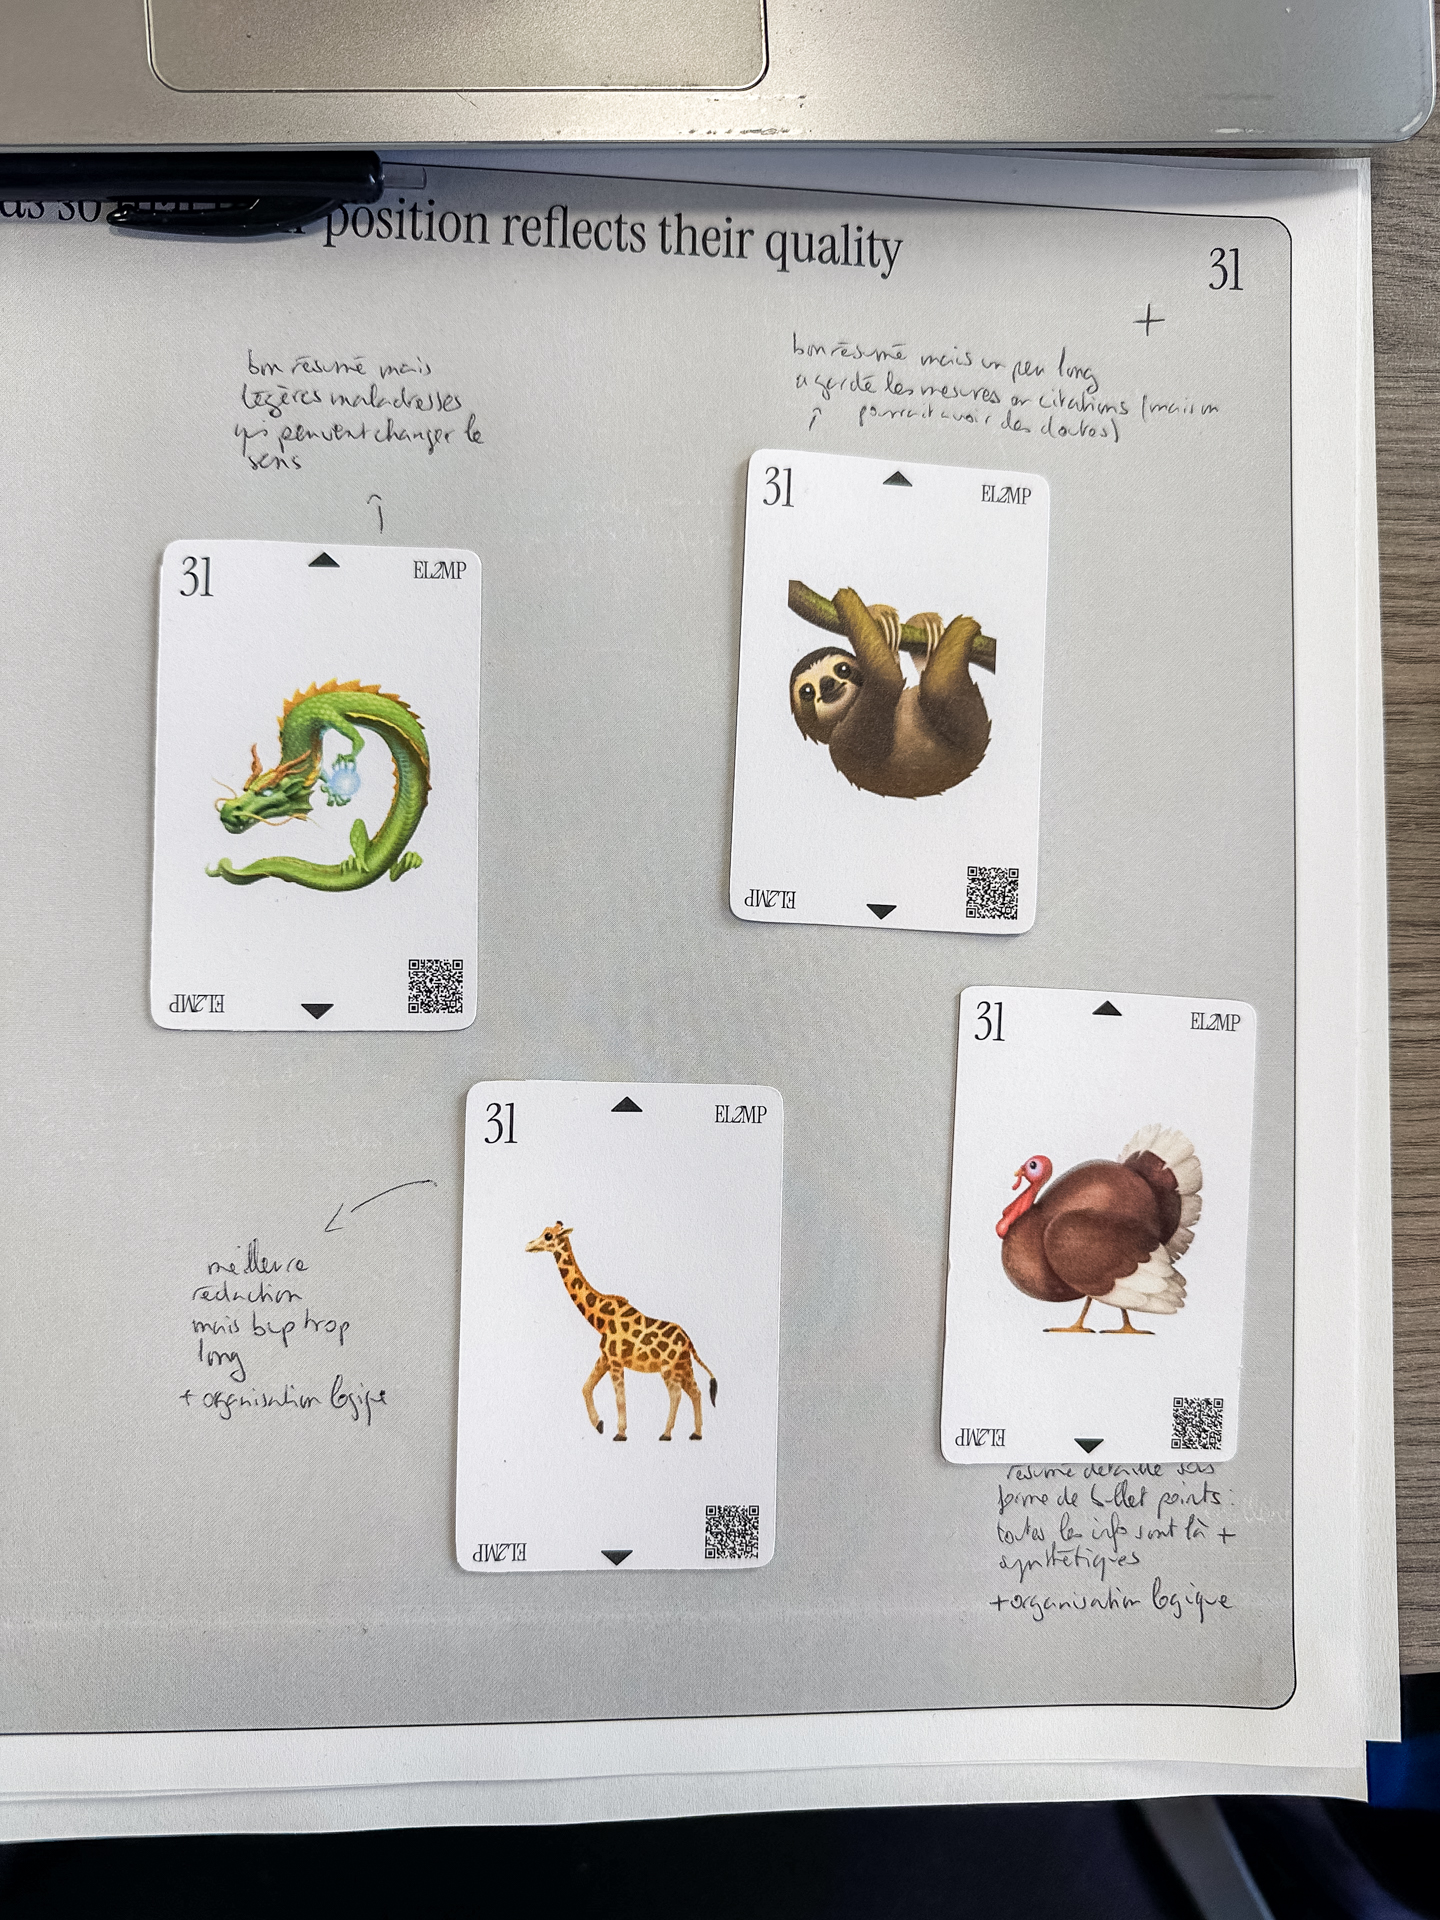 position reflects their quality
31
+
bon résumé mais
légères maladresses
qui peuvent changer le
sens
bon résumé mais un peu long
a gardé les mesures en citations (mais on
pourrait avoir des doutes)
31
EL2MP
EL2MP
31
EL2MP
EL2MP
31
EL2MP
EL2MP
31
EL2MP
EL2MP
meilleure
rédaction
mais bcp trop
long
+ organisation logique
résumé détaillé sous
forme de bullet points :
toutes les infos sont là +
synthétiques
+ organisation logique